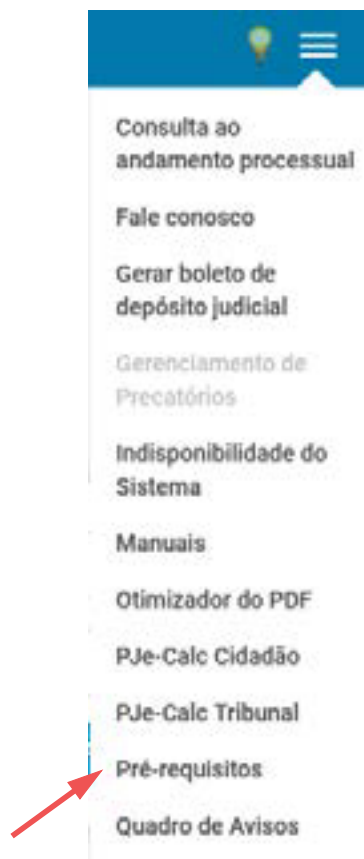 Consulta ao
andamento processual
Fale conosco
Gerar boleto de
depósito judicial
Gerenciamento de
Precatórios
Indisponibilidade do
Sistema
Manuais
Otimizador do PDF
PJe-Calc Cidadão
PJe-Calc Tribunal
Pré-requisitos
Quadro de Avisos